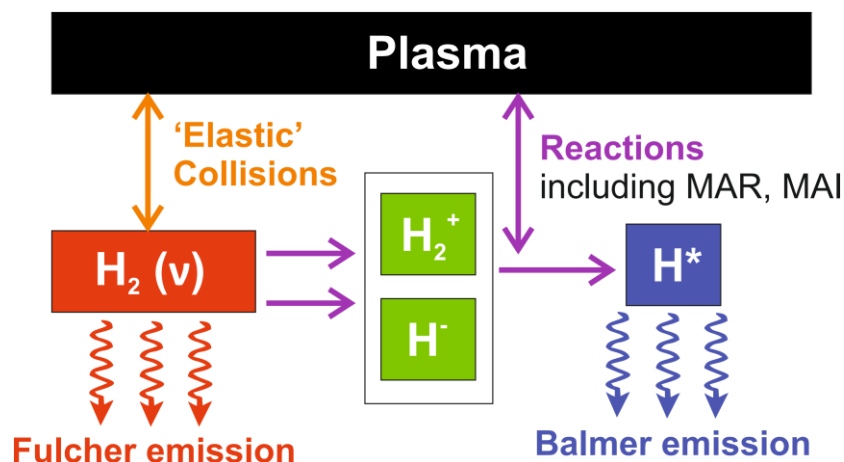 Plasma
‘Elastic’
Collisions
Reactions
including MAR, MAI
H₂ (ν)
H₂⁺
H⁻
H*
Fulcher emission
Balmer emission